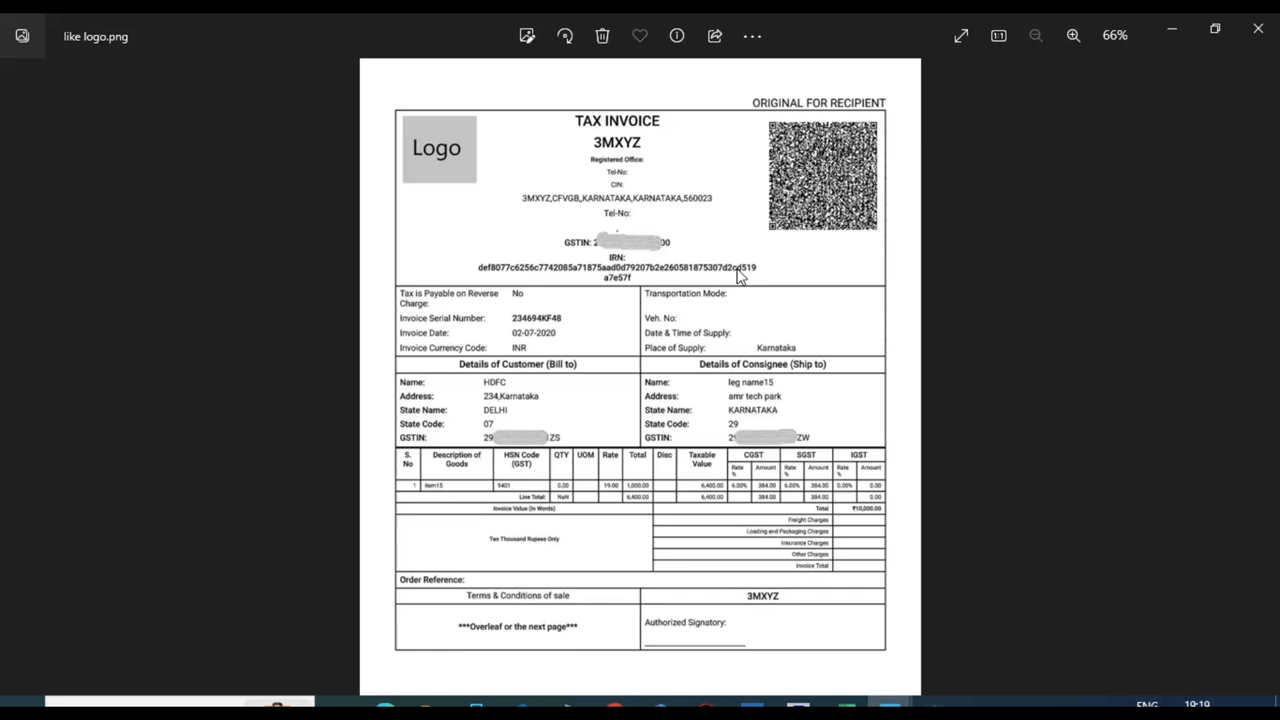 like logo.png
66%
ORIGINAL FOR RECIPIENT
Logo
TAX INVOICE
3MXYZ
Registered Office:
Tel-No:
CIN:
3MXYZ,CFVGB,,KARNATAKA,KARNATAKA,560023
Tel-No:
GSTIN: 2 00
IRN:
def8077c6256c7742085a71875aad0d79207b2e260581875307d2cd519
a7e57f
Tax is Payable on Reverse Charge: No
Invoice Serial Number: 234694KF48
Invoice Date: 02-07-2020
Invoice Currency Code: INR
Transportation Mode:
Veh. No:
Date & Time of Supply:
Place of Supply: Karnataka
Details of Customer (Bill to)
Name: HDFC
Address: 234,Karnataka
State Name: DELHI
State Code: 07
GSTIN: 29 ZS
Details of Consignee (Ship to)
Name: leg name15
Address: amr tech park
State Name: KARNATAKA
State Code: 29
GSTIN: 29 ZW
S. No Description of Goods HSN Code (GST) QTY UOM Rate Total Disc Taxable Value CGST SGST IGST
Rate % Amount Rate % Amount Rate % Amount
1 item15 9401 0.00 19.00 1,000.00 6,400.00 6.00% 384.00 6.00% 384.00 0.00% 0.00
Line Total: NaN 6,400.00 6,400.00 384.00 384.00 0.00
Invoice Value (In Words) Total ₹10,000.00
Ten Thousand Rupees Only
Freight Charges
Loading and Packaging Charges
Insurance Charges
Other Charges
Invoice Total
Order Reference:
Terms & Conditions of sale
***Overleaf or the next page***
3MXYZ
Authorized Signatory:
ENG 19:19